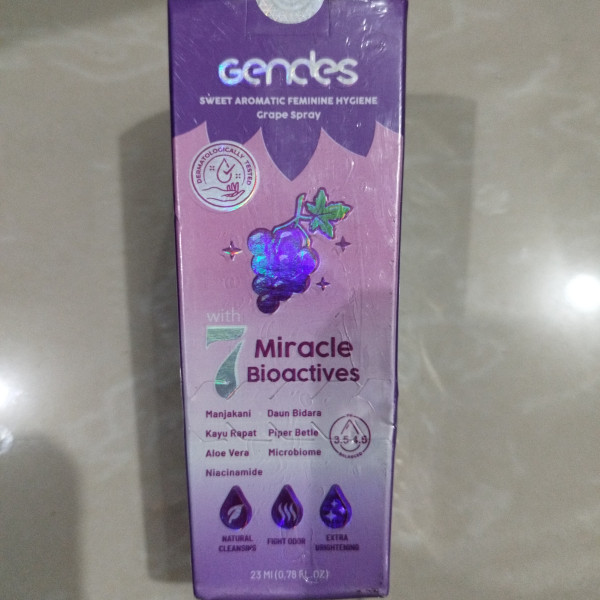 Gendes
SWEET AROMATIC FEMININE HYGIENE
Grape Spray
DERMATOLOGICALLY TESTED
with
7
Miracle
Bioactives
Manjakani Daun Bidara
Kayu Rapat Piper Betle
Aloe Vera Microbiome
Niacinamide
3.5-4.5
NATURAL
FIGHT ODOR
EXTRA
BRIGHTENING
23 Ml (0,78 FL.OZ)